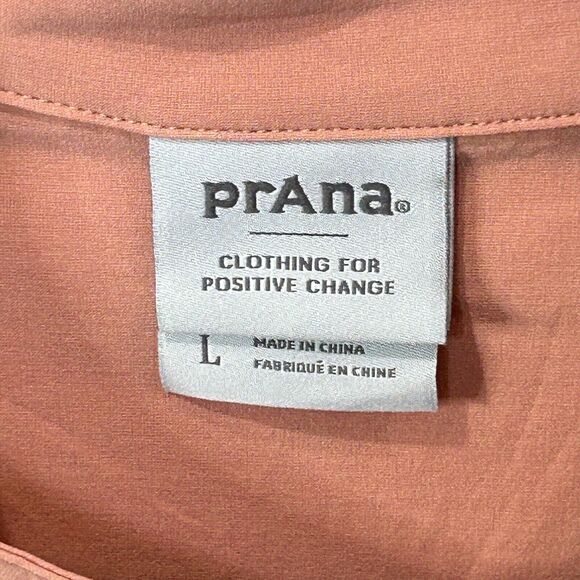 prAna®
CLOTHING FOR
POSITIVE CHANGE
L
MADE IN CHINA
FABRIQUÉ EN CHINE